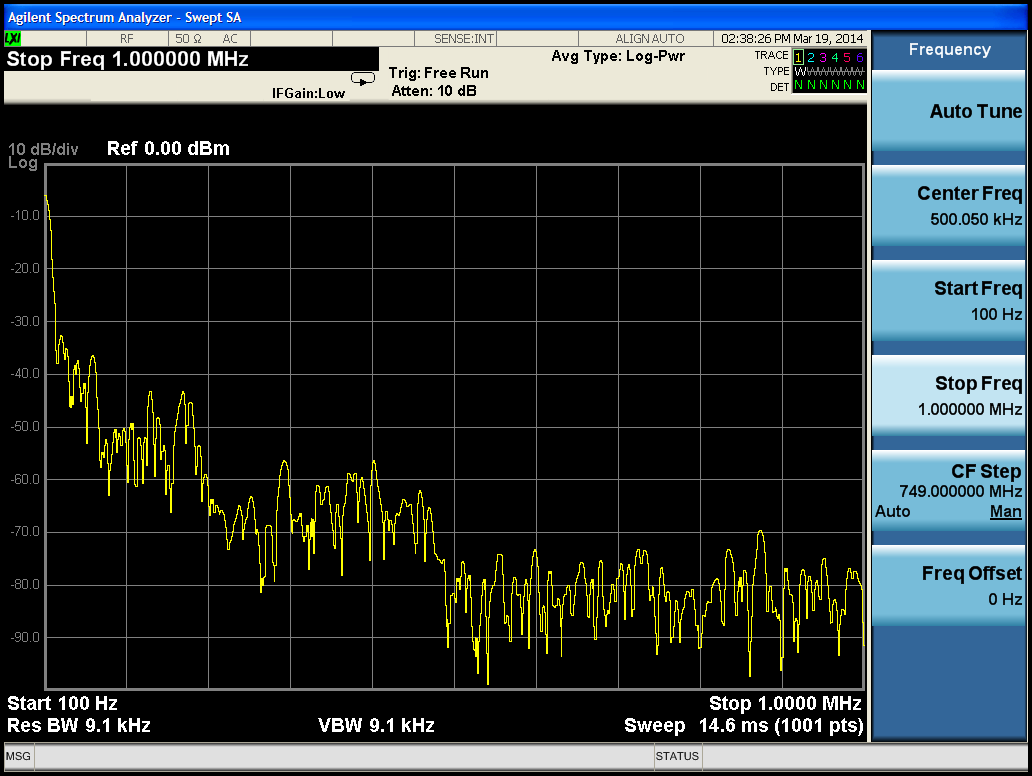 Agilent Spectrum Analyzer - Swept SA
LXI RF 50 Ω AC SENSE:INT ALIGN AUTO 02:38:26 PM Mar 19, 2014
Stop Freq 1.000000 MHz
Trig: Free Run
Avg Type: Log-Pwr
IFGain:Low
Atten: 10 dB
TRACE 1 2 3 4 5 6
TYPE W
DET N N N N N N
10 dB/div
Log
Ref 0.00 dBm
-10.0
-20.0
-30.0
-40.0
-50.0
-60.0
-70.0
-80.0
-90.0
Start 100 Hz
Stop 1.0000 MHz
Res BW 9.1 kHz
VBW 9.1 kHz
Sweep 14.6 ms (1001 pts)
MSG
STATUS
Frequency
Auto Tune
Center Freq
500.050 kHz
Start Freq
100 Hz
Stop Freq
1.000000 MHz
CF Step
749.000000 MHz
Auto Man
Freq Offset
0 Hz